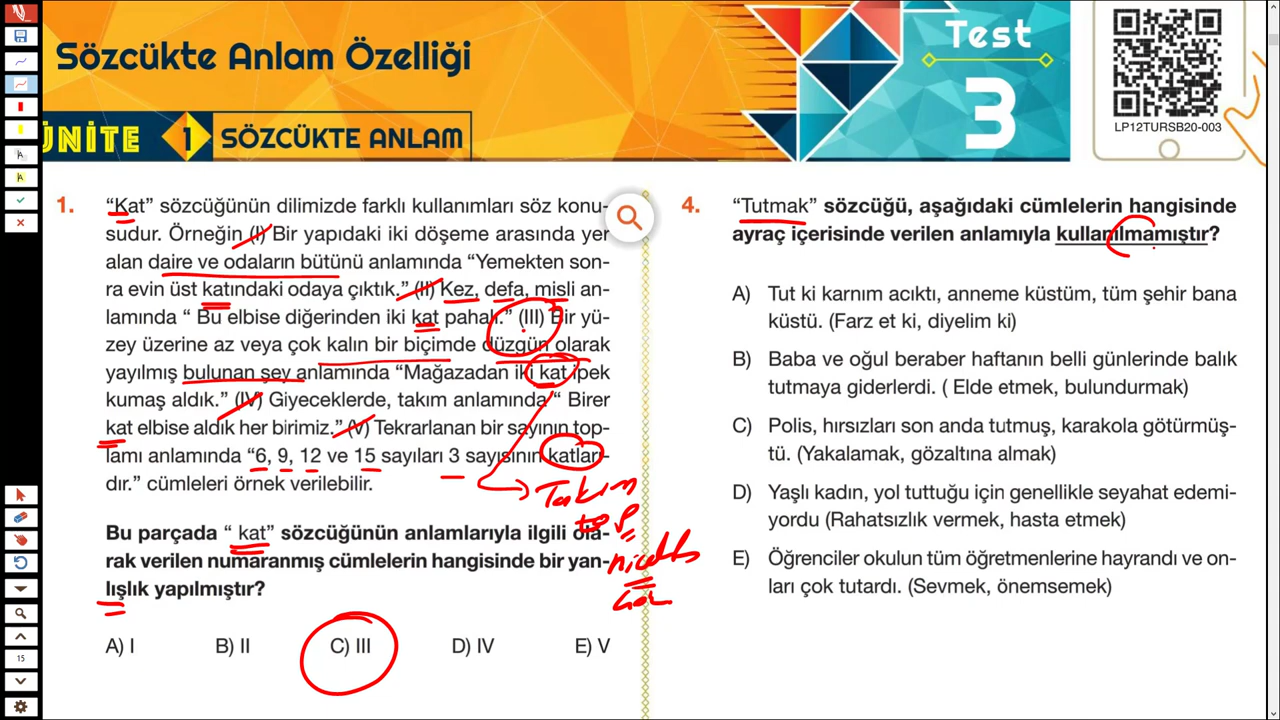 Sözcükte Anlam Özelliği
Test
3
LP12TURSB20-003
ÜNİTE 1 SÖZCÜKTE ANLAM
1. “Kat” sözcüğünün dilimizde farklı kullanımları söz konu-
sudur. Örneğin (I) Bir yapıdaki iki döşeme arasında yer
alan daire ve odaların bütünü anlamında “Yemekten son-
ra evin üst katındaki odaya çıktık.” (II) Kez, defa, misli an-
lamında “ Bu elbise diğerinden iki kat pahalı.” (III) Bir yü-
zey üzerine az veya çok kalın bir biçimde düzgün olarak
yayılmış bulunan şey anlamında “Mağazadan iki kat ipek
kumaş aldık.” (IV) Giyeceklerde, takım anlamında “ Birer
kat elbise aldık her birimiz.” (V) Tekrarlanan bir sayının top-
lamı anlamında “6, 9, 12 ve 15 sayıları 3 sayısının katları-
dır.” cümleleri örnek verilebilir.
Takım
Bu parçada “ kat” sözcüğünün anlamlarıyla ilgili ola-
rak verilen numaranmış cümlelerin hangisinde bir yan-
lışlık yapılmıştır?
A) I B) II C) III D) IV E) V
4. “Tutmak” sözcüğü, aşağıdaki cümlelerin hangisinde
ayraç içerisinde verilen anlamıyla kullanılmamıştır?
A) Tut ki karnım acıktı, anneme küstüm, tüm şehir bana
küstü. (Farz et ki, diyelim ki)
B) Baba ve oğul beraber haftanın belli günlerinde balık
tutmaya giderlerdi. ( Elde etmek, bulundurmak)
C) Polis, hırsızları son anda tutmuş, karakola götürmüş-
tü. (Yakalamak, gözaltına almak)
D) Yaşlı kadın, yol tuttuğu için genellikle seyahat edemi-
yordu (Rahatsızlık vermek, hasta etmek)
E) Öğrenciler okulun tüm öğretmenlerine hayrandı ve on-
ları çok tutardı. (Sevmek, önemsemek)
15